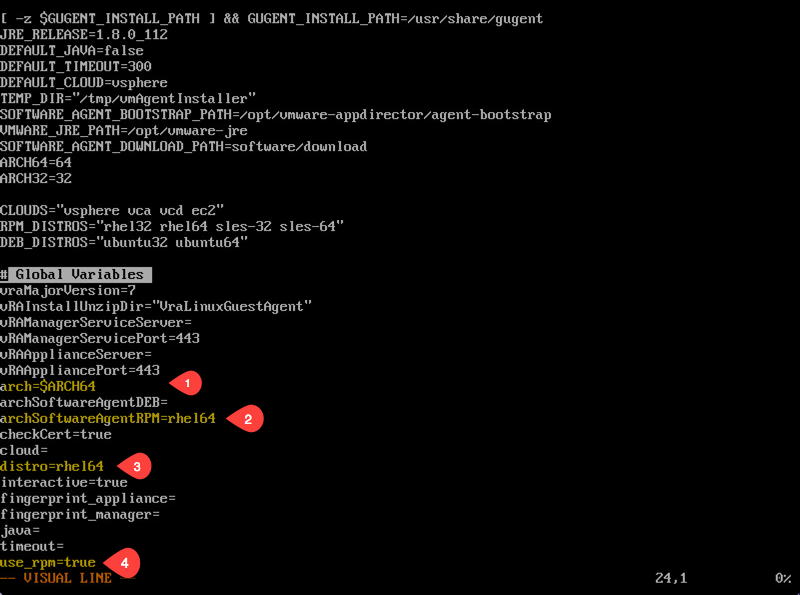 [ -z $GUGENT_INSTALL_PATH ] && GUGENT_INSTALL_PATH=/usr/share/gugent
JRE_RELEASE=1.8.0_112
DEFAULT_JAVA=false
DEFAULT_TIMEOUT=300
DEFAULT_CLOUD=vsphere
TEMP_DIR="/tmp/vmAgentInstaller"
SOFTWARE_AGENT_BOOTSTRAP_PATH=/opt/vmware-appdirector/agent-bootstrap
VMWARE_JRE_PATH=/opt/vmware-jre
SOFTWARE_AGENT_DOWNLOAD_PATH=software/download
ARCH64=64
ARCH32=32
CLOUDS="vsphere vca vcd ec2"
RPM_DISTROS="rhel32 rhel64 sles-32 sles-64"
DEB_DISTROS="ubuntu32 ubuntu64"
# Global Variables
vraMajorVersion=7
vRAInstallUnzipDir="VraLinuxGuestAgent"
vRAManagerServiceServer=
vRAManagerServicePort=443
vRAApplianceServer=
vRAAppliancePort=443
arch=$ARCH64 1
archSoftwareAgentDEB=
archSoftwareAgentRPM=rhel64 2
checkCert=true
cloud=
distro=rhel64 3
interactive=true
fingerprint_appliance=
fingerprint_manager=
java=
timeout=
use_rpm=true 4
-- VISUAL LINE -- 24,1 0%